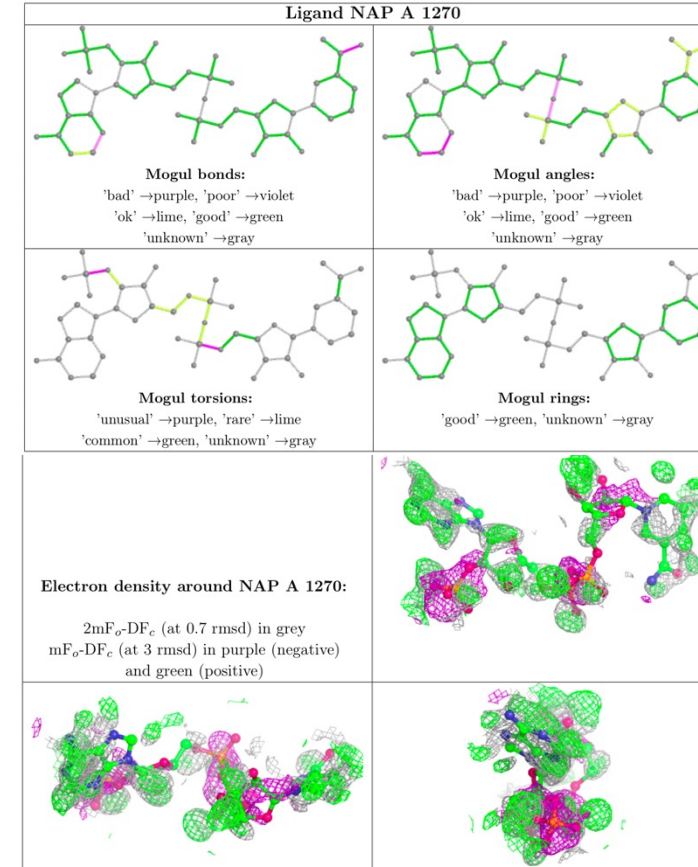 Ligand NAP A 1270
Mogul bonds:
'bad' →purple, 'poor' →violet
'ok' →lime, 'good' →green
'unknown' →gray
Mogul angles:
'bad' →purple, 'poor' →violet
'ok' →lime, 'good' →green
'unknown' →gray
Mogul torsions:
'unusual' →purple, 'rare' →lime
'common' →green, 'unknown' →gray
Mogul rings:
'good' →green, 'unknown' →gray
Electron density around NAP A 1270:
2mFₒ-DF꜀ (at 0.7 rmsd) in grey
mFₒ-DF꜀ (at 3 rmsd) in purple (negative)
and green (positive)